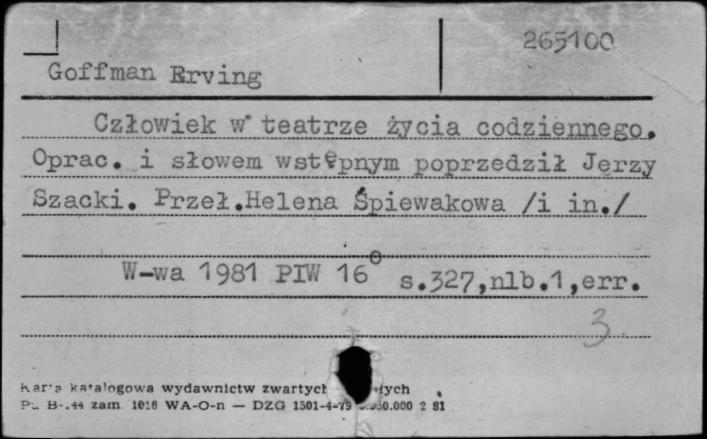 265100
Goffman Erving
Człowiek w teatrze życia codziennego.
Oprac. i słowem wstępnym poprzedził Jerzy
Szacki. Przeł.Helena Śpiewakowa /i in./
W-wa 1981 PIW 16° s.327,nlb.1,err.
3
Karta katalogowa wydawnictw zwartych
zam. 1016 WA-O-n — DZG 1501-4-79 2 81